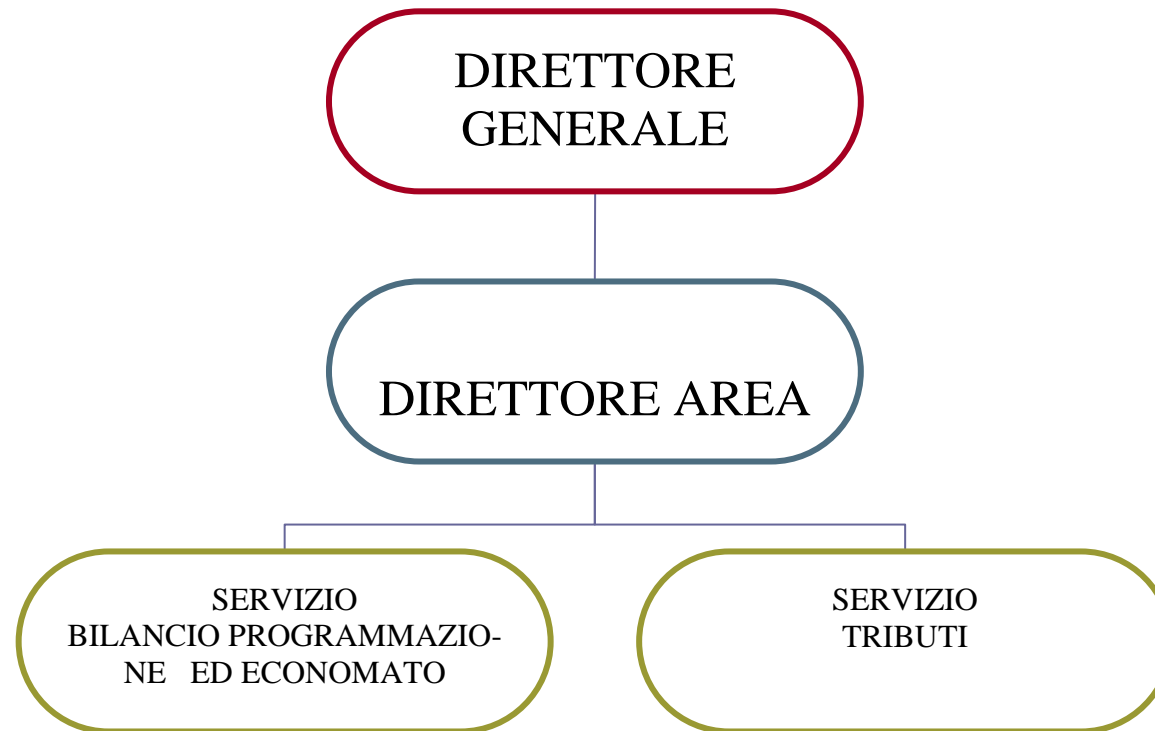 DIRETTORE
GENERALE
DIRETTORE AREA
SERVIZIO
BILANCIO PROGRAMMAZIO-
NE ED ECONOMATO
SERVIZIO
TRIBUTI